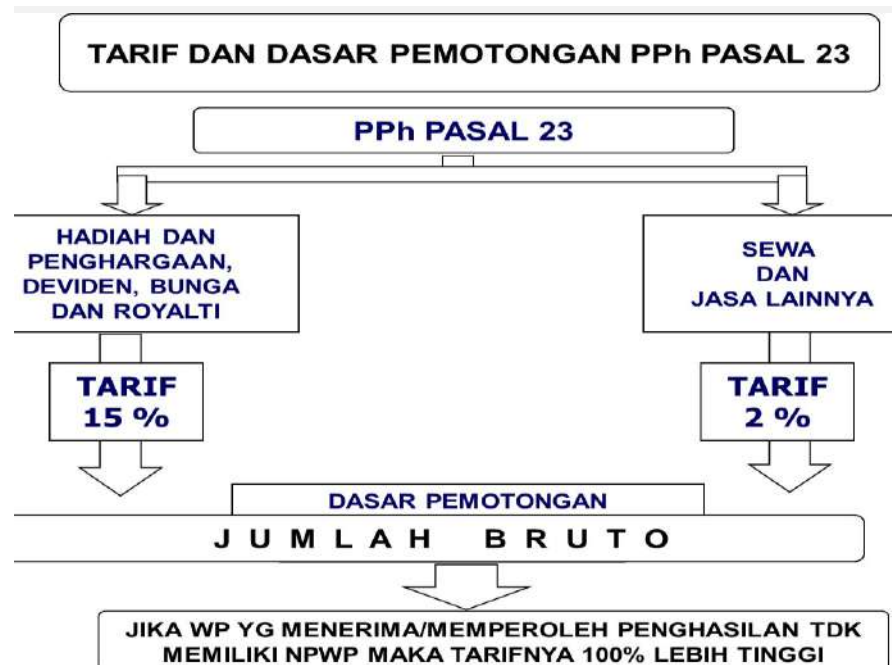 TARIF DAN DASAR PEMOTONGAN PPh PASAL 23
PPh PASAL 23
HADIAH DAN
PENGHARGAAN,
DEVIDEN, BUNGA
DAN ROYALTI
SEWA
DAN
JASA LAINNYA
TARIF
15 %
TARIF
2 %
DASAR PEMOTONGAN
JUMLAH BRUTO
JIKA WP YG MENERIMA/MEMPEROLEH PENGHASILAN TDK
MEMILIKI NPWP MAKA TARIFNYA 100% LEBIH TINGGI